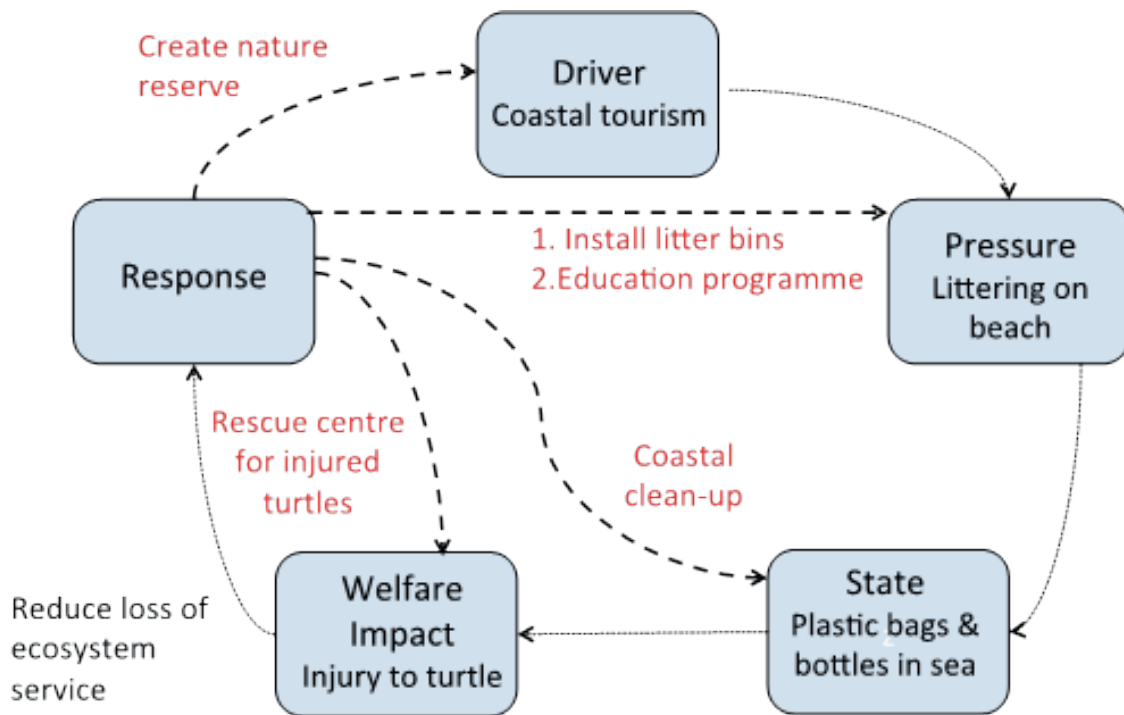 Create nature
reserve
Driver
Coastal tourism
Response
1. Install litter bins
2.Education programme
Pressure
Littering on
beach
Rescue centre
for injured
turtles
Coastal
clean-up
Reduce loss of
ecosystem
service
Welfare
Impact
Injury to turtle
State
Plastic bags &
bottles in sea